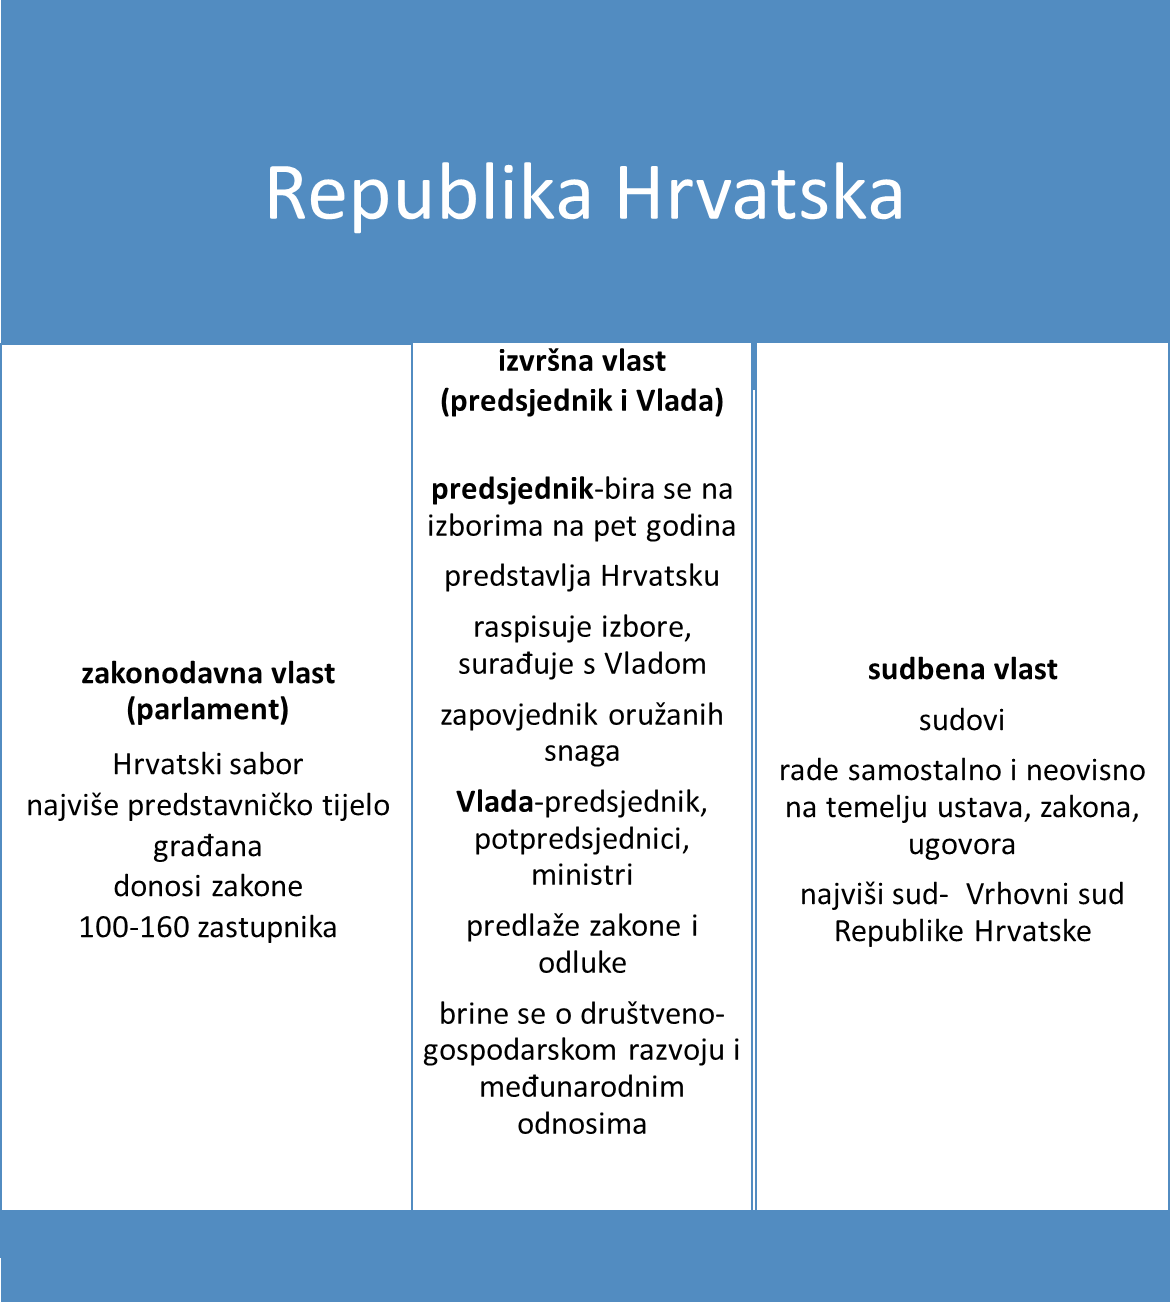 Republika Hrvatska
zakonodavna vlast
(parlament)
Hrvatski sabor
najviše predstavničko tijelo
građana
donosi zakone
100-160 zastupnika
izvršna vlast
(predsjednik i Vlada)
predsjednik-bira se na
izborima na pet godina
predstavlja Hrvatsku
raspisuje izbore,
surađuje s Vladom
zapovjednik oružanih
snaga
Vlada-predsjednik,
potpredsjednici,
ministri
predlaže zakone i
odluke
brine se o društveno-
gospodarskom razvoju i
međunarodnim
odnosima
sudbena vlast
sudovi
rade samostalno i neovisno
na temelju ustava, zakona,
ugovora
najviši sud-  Vrhovni sud
Republike Hrvatske